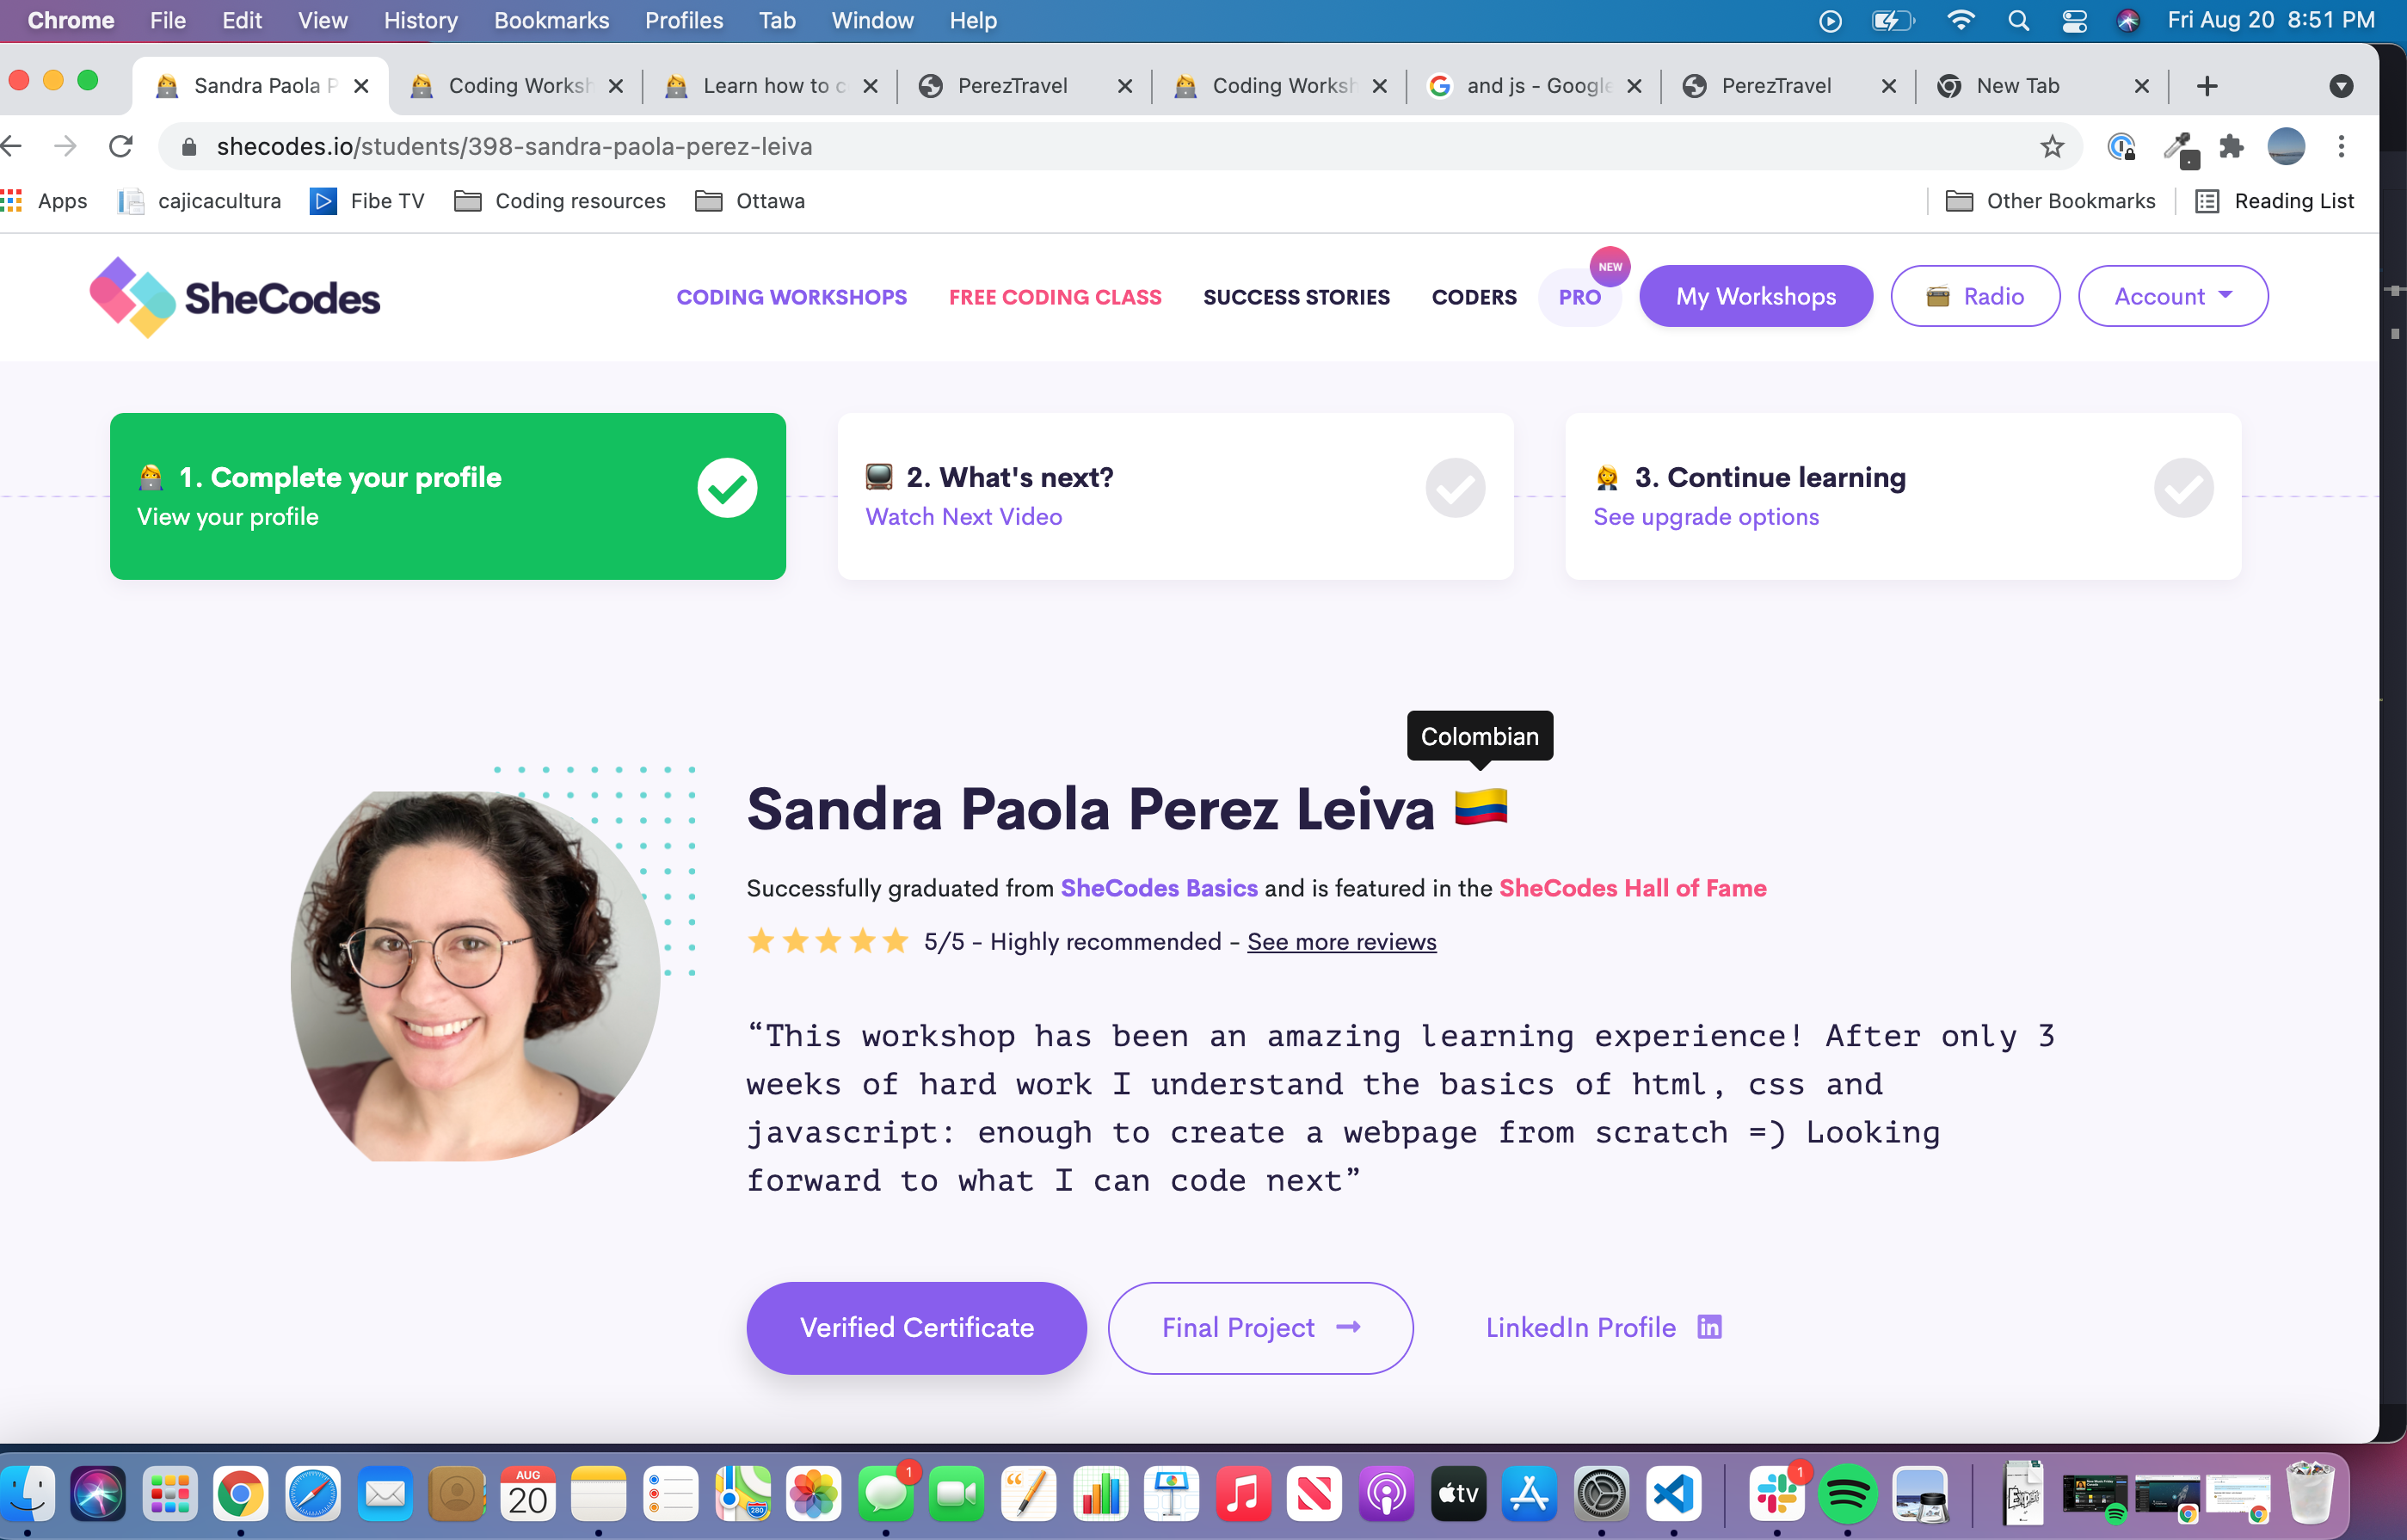 Chrome File Edit View History Bookmarks Profiles Tab Window Help Fri Aug 20 8:51 PM
Sandra Paola P Coding Worksh Learn how to c PerezTravel Coding Worksh and js - Google PerezTravel New Tab
shecodes.io/students/398-sandra-paola-perez-leiva
Apps cajicacultura Fibe TV Coding resources Ottawa Other Bookmarks Reading List
SheCodes CODING WORKSHOPS FREE CODING CLASS SUCCESS STORIES CODERS PRO NEW My Workshops Radio Account
1. Complete your profile
View your profile
2. What's next?
Watch Next Video
3. Continue learning
See upgrade options
Colombian
Sandra Paola Perez Leiva
Successfully graduated from SheCodes Basics and is featured in the SheCodes Hall of Fame
5/5 - Highly recommended - See more reviews
“This workshop has been an amazing learning experience! After only 3
weeks of hard work I understand the basics of html, css and
javascript: enough to create a webpage from scratch =) Looking
forward to what I can code next”
Verified Certificate Final Project LinkedIn Profile in
AUG
20
280
1
tv
1